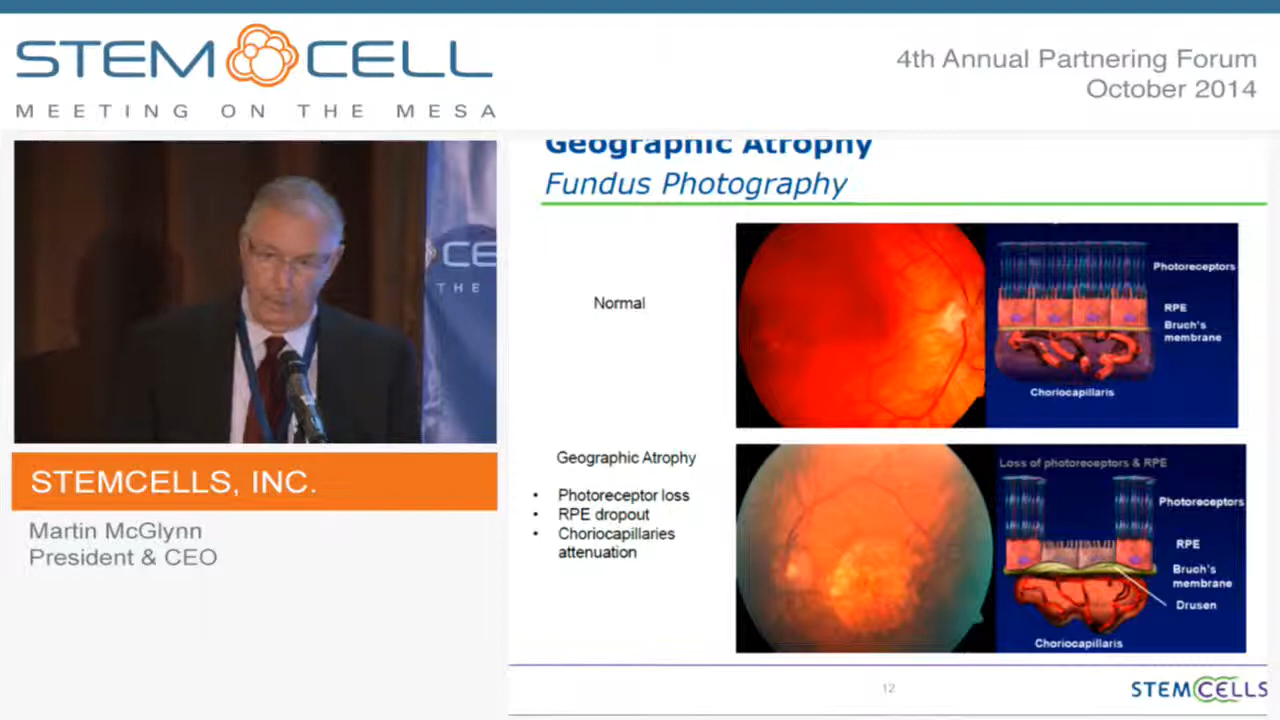 STEM CELL
MEETING ON THE MESA
4th Annual Partnering Forum
October 2014
CE
THE
STEMCELLS, INC.
Martin McGlynn
President & CEO
Geographic Atrophy
Fundus Photography
Normal
Photoreceptors
RPE
Bruch's
membrane
Choriocapillaris
Geographic Atrophy
• Photoreceptor loss
• RPE dropout
• Choriocapillaries
attenuation
Loss of photoreceptors & RPE
Photoreceptors
RPE
Bruch's
membrane
Drusen
Choriocapillaris
12
STEMCELLS